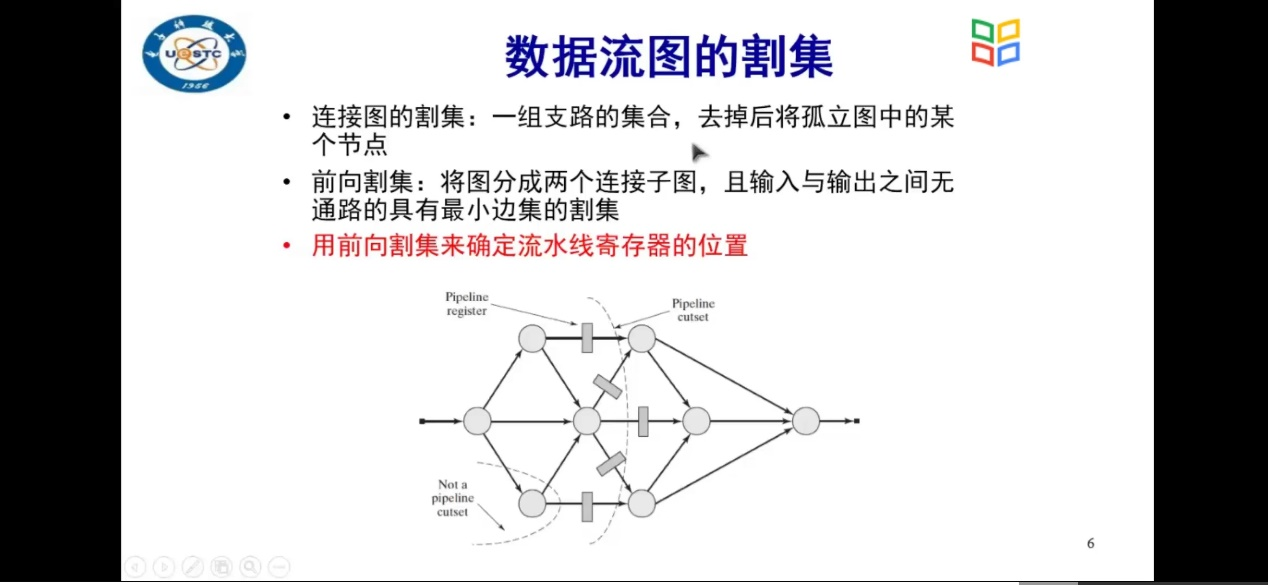 UESTC
1956
数据流图的割集
• 连接图的割集：一组支路的集合，去掉后将孤立图中的某
个节点
• 前向割集：将图分成两个连接子图，且输入与输出之间无
通路的具有最小边集的割集
• 用前向割集来确定流水线寄存器的位置
Pipeline
register
Pipeline
cutset
Not a
pipeline
cutset
6